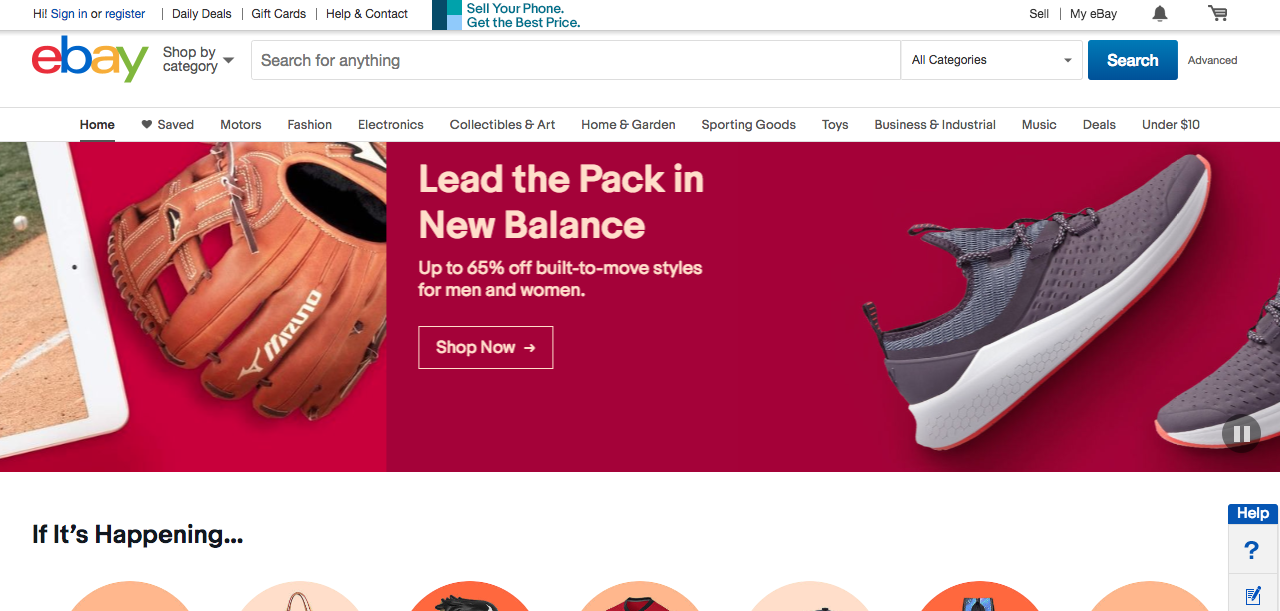 Hi! Sign in or register
Daily Deals
Gift Cards
Help & Contact
Sell Your Phone.
Get the Best Price.
Sell
My eBay
ebay
Shop by
category
Search for anything
All Categories
Search
Advanced
Home
Saved
Motors
Fashion
Electronics
Collectibles & Art
Home & Garden
Sporting Goods
Toys
Business & Industrial
Music
Deals
Under $10
MIZUNO
Lead the Pack in
New Balance
Up to 65% off built-to-move styles
for men and women.
Shop Now →
If It's Happening...
Help
?